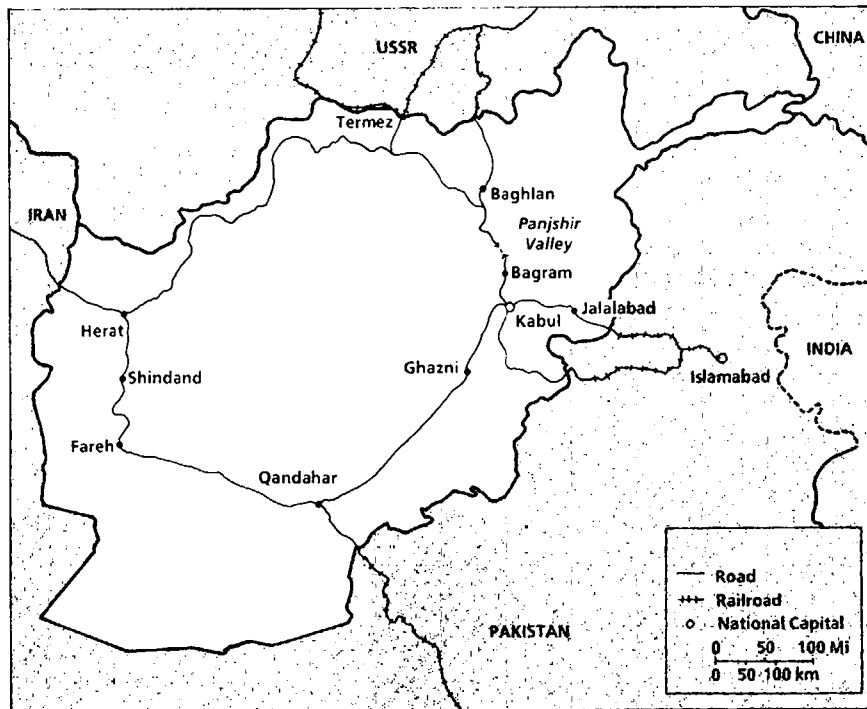 USSR
CHINA
Termez
IRAN
Baghlan
Panjshir
Valley
Bagram
Herat
Kabul
Jalalabad
INDIA
Shindand
Ghazni
Islamabad
Fareh
Qandahar
PAKISTAN
Road
Railroad
National Capital
0 50 100 Mi
0 50 100 km